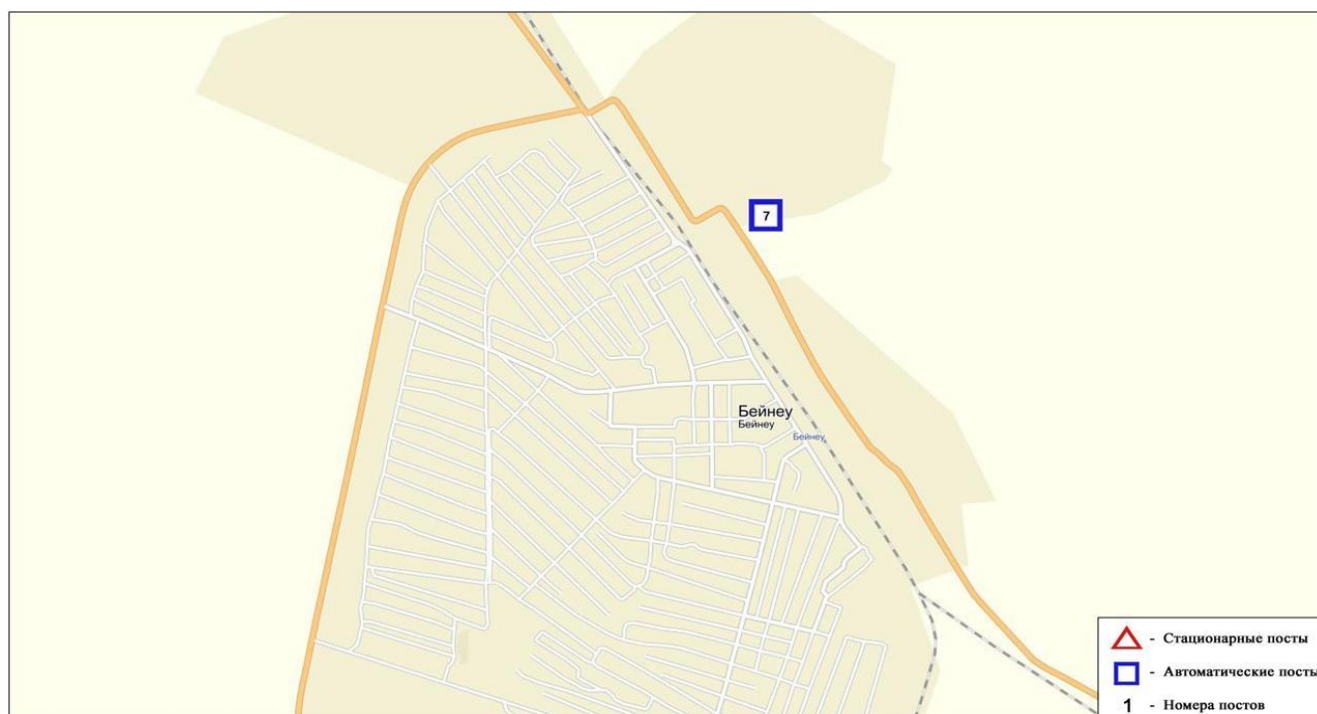 7
Бейнеу
Бейнеу
Бейнеу
- Стационарные посты
- Автоматические посты
1 - Номера постов